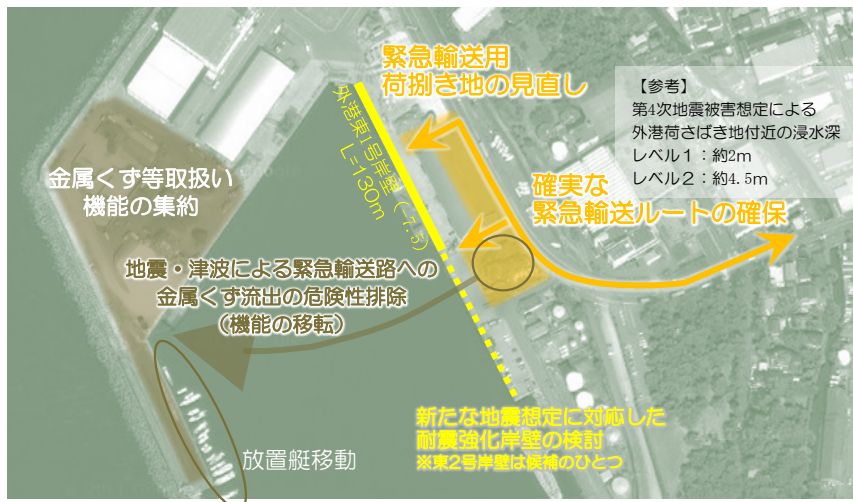 緊急輸送用
荷捌き地の見直し
【参考】
第4次地震被害想定による
外港荷さばき地付近の浸水深
レベル１：約2m
レベル２：約4.5m
外港東1号岸壁（-7.5）
L=130m
金属くず等取扱い
機能の集約
確実な
緊急輸送ルートの確保
地震・津波による緊急輸送路への
金属くず流出の危険性排除
（機能の移転）
新たな地震想定に対応した
耐震強化岸壁の検討
※東2号岸壁は候補のひとつ
放置艇移動